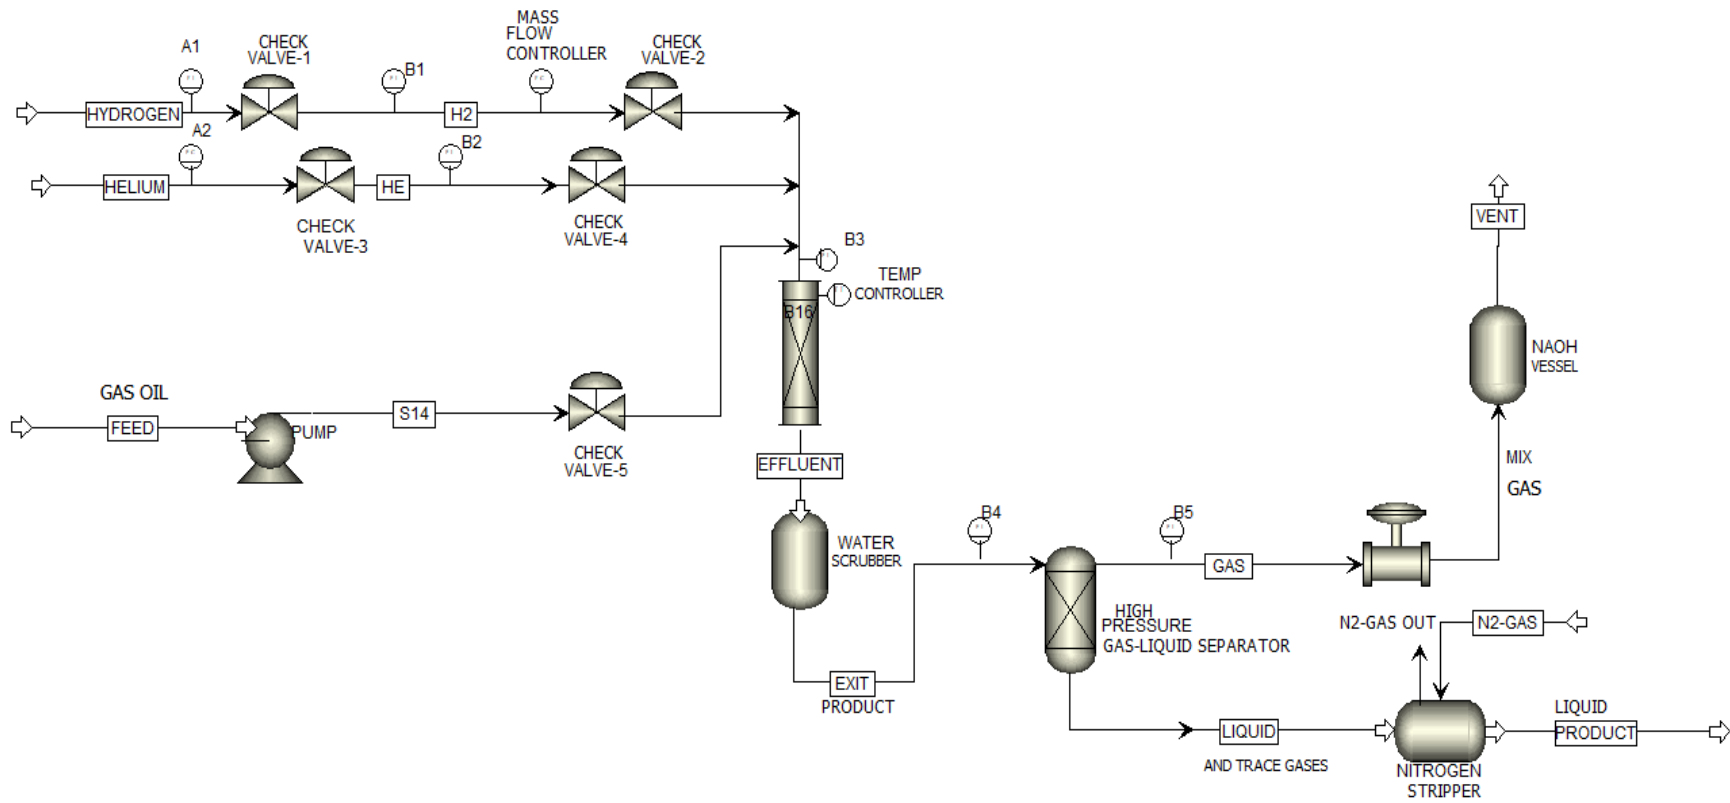 MASS
FLOW
CONTROLLER
A1
CHECK
VALVE-1
B1
CHECK
VALVE-2
HYDROGEN
H2
A2
B2
HELIUM
HE
CHECK
VALVE-3
CHECK
VALVE-4
B3
TEMP
CONTROLLER
B16
VENT
NAOH
VESSEL
GAS OIL
FEED
PUMP
S14
CHECK
VALVE-5
EFFLUENT
MIX
GAS
WATER
SCRUBBER
B4
B5
GAS
HIGH
PRESSURE
GAS-LIQUID SEPARATOR
N2-GAS OUT
N2-GAS
EXIT
PRODUCT
LIQUID
AND TRACE GASES
LIQUID
PRODUCT
NITROGEN
STRIPPER